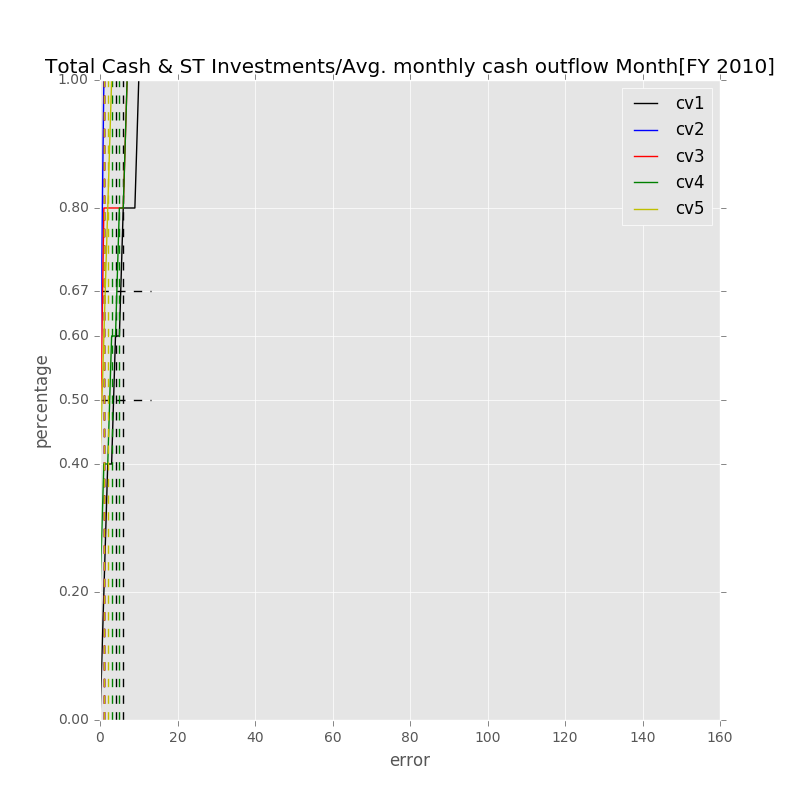 Total Cash & ST Investments/Avg. monthly cash outflow Month[FY 2010]
1.00
0.80
0.67
0.60
0.50
0.40
0.20
0.00
percentage
cv1
cv2
cv3
cv4
cv5
0 20 40 60 80 100 120 140 160
error